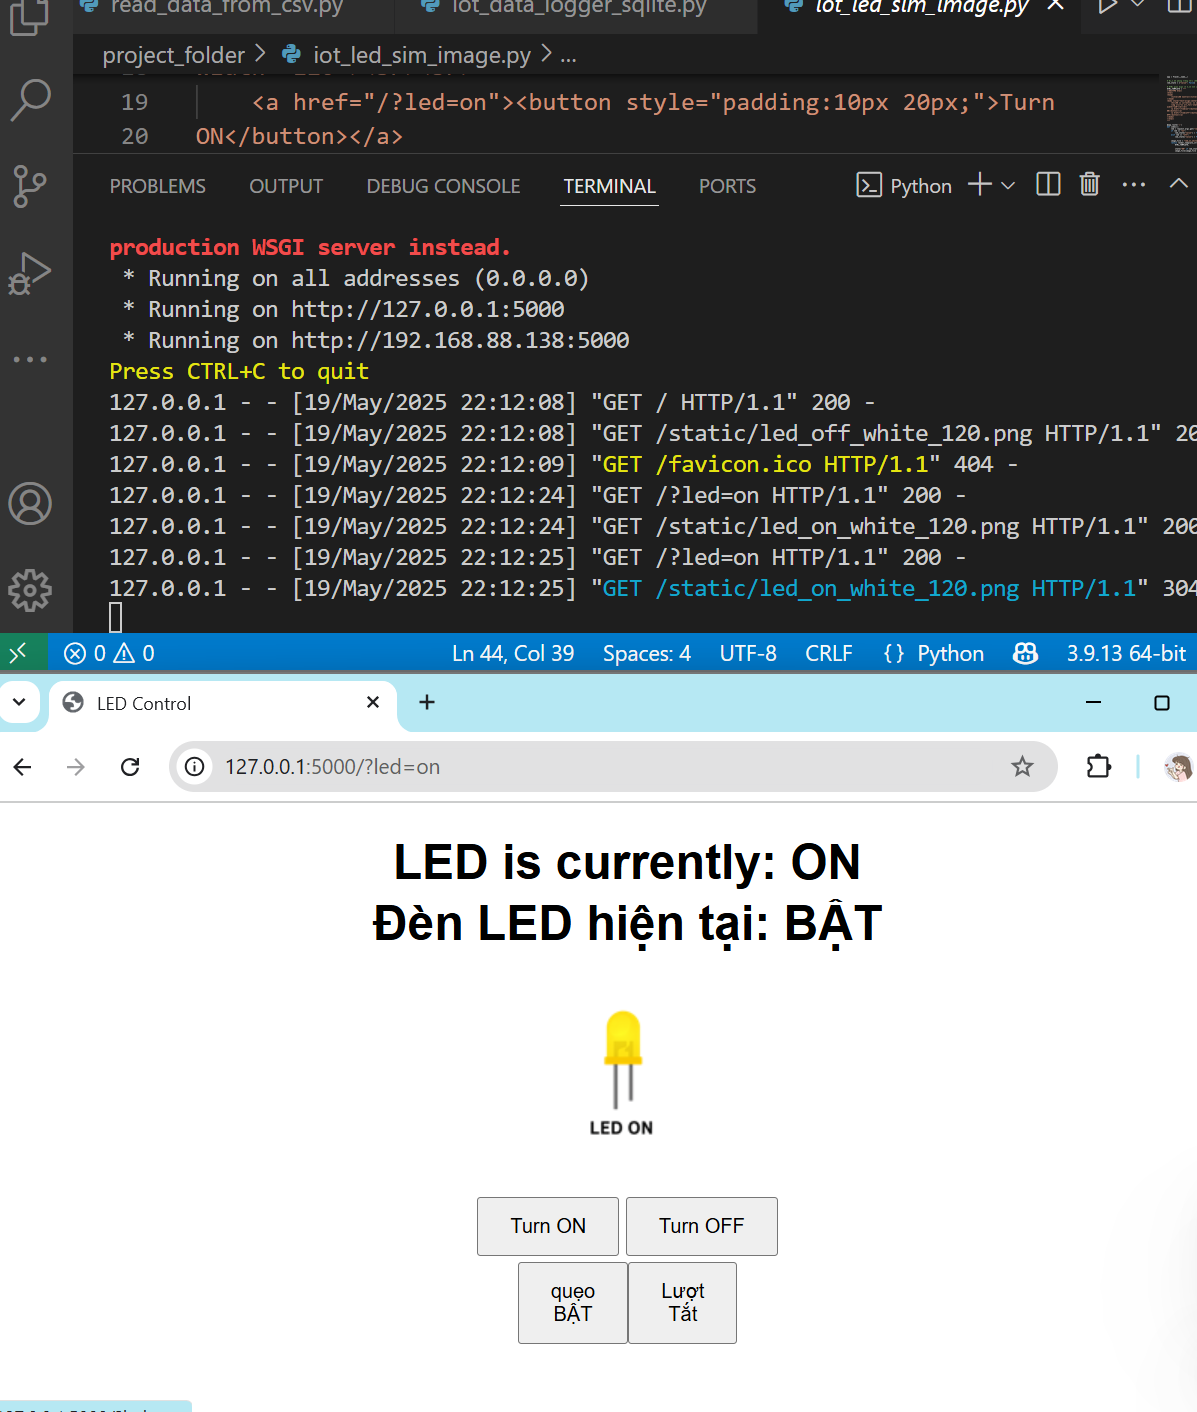 read_data_from_csv.py iot_data_logger_sqlite.py iot_led_sim_image.py
project_folder > iot_led_sim_image.py > ...
19 <a href="/?led=on"><button style="padding:10px 20px;">Turn
20 ON</button></a>
PROBLEMS OUTPUT DEBUG CONSOLE TERMINAL PORTS Python
production WSGI server instead.
* Running on all addresses (0.0.0.0)
* Running on http://127.0.0.1:5000
* Running on http://192.168.88.138:5000
Press CTRL+C to quit
127.0.0.1 - - [19/May/2025 22:12:08] "GET / HTTP/1.1" 200 -
127.0.0.1 - - [19/May/2025 22:12:08] "GET /static/led_off_white_120.png HTTP/1.1" 20
127.0.0.1 - - [19/May/2025 22:12:09] "GET /favicon.ico HTTP/1.1" 404 -
127.0.0.1 - - [19/May/2025 22:12:24] "GET /?led=on HTTP/1.1" 200 -
127.0.0.1 - - [19/May/2025 22:12:24] "GET /static/led_on_white_120.png HTTP/1.1" 200
127.0.0.1 - - [19/May/2025 22:12:25] "GET /?led=on HTTP/1.1" 200 -
127.0.0.1 - - [19/May/2025 22:12:25] "GET /static/led_on_white_120.png HTTP/1.1" 304
0 0 Ln 44, Col 39 Spaces: 4 UTF-8 CRLF {} Python 3.9.13 64-bit
LED Control
127.0.0.1:5000/?led=on
LED is currently: ON
Đèn LED hiện tại: BẬT
LED ON
Turn ON Turn OFF
quẹo Lượt
BẬT Tắt